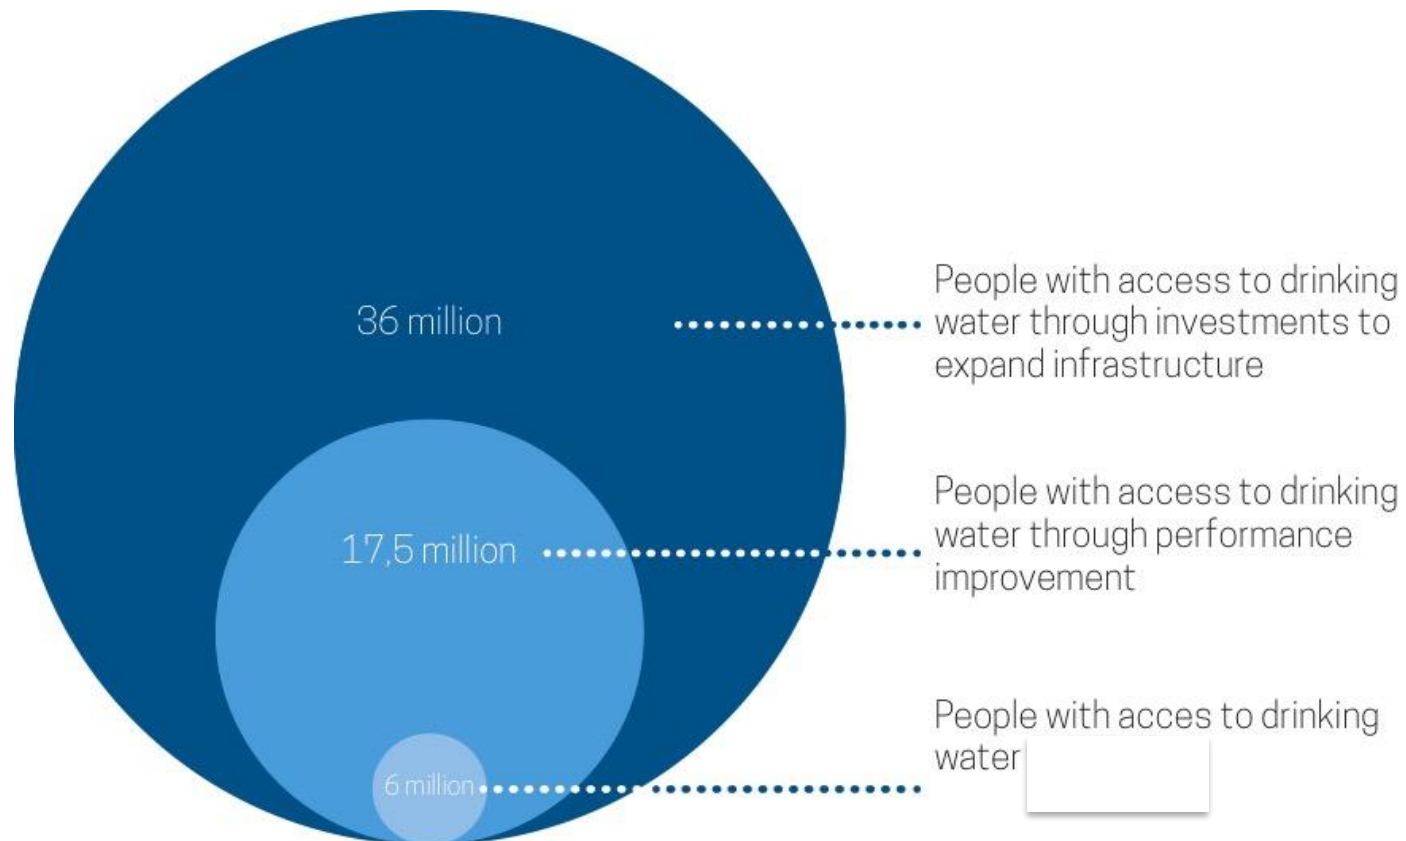 36 million
People with access to drinking
water through investments to
expand infrastructure
17,5 million
People with access to drinking
water through performance
improvement
6 million
People with acces to drinking
water